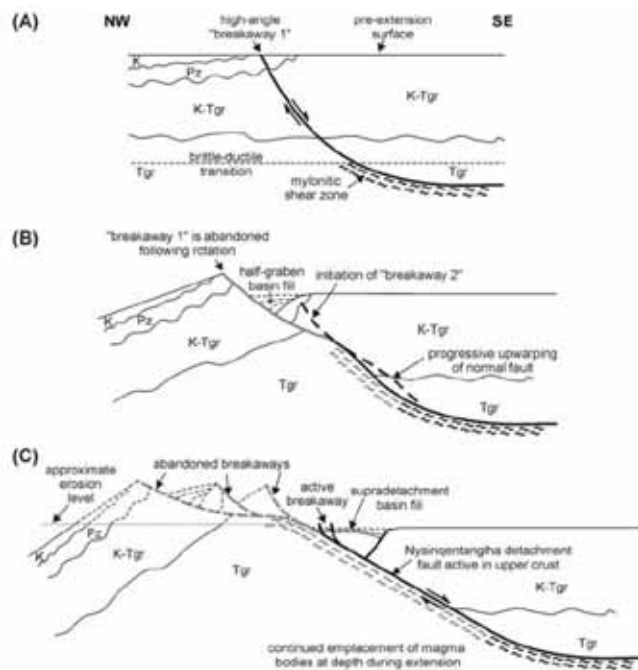 (A) NW SE
high-angle
"breakaway 1"
pre-extension
surface
K
Pz
K-Tgr
K-Tgr
brittle-ductile
transition
Tgr
Tgr
mylonitic
shear zone
(B)
"breakaway 1" is abandoned
following rotation
half-graben
basin fill
initiation of "breakaway 2"
K
Pz
K-Tgr
K-Tgr
progressive upwarping
of normal fault
Tgr
Tgr
(C)
approximate
erosion
level
abandoned breakaways
active
breakaway
supradetachment
basin fill
K
Pz
K-Tgr
Tgr
Nyainqentanglha detachment
fault active in upper crust
K-Tgr
Tgr
continued emplacement of magma
bodies at depth during extension